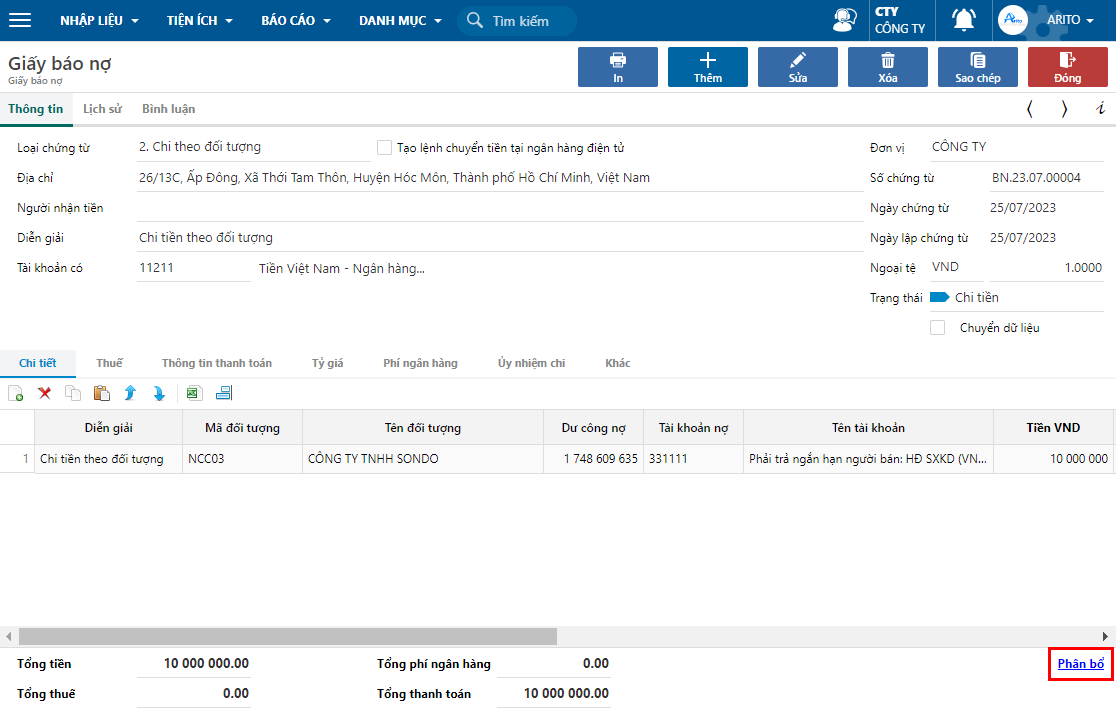 NHẬP LIỆU TIỆN ÍCH BÁO CÁO DANH MỤC Tìm kiếm CTY CÔNG TY Arito ARITO
Giấy báo nợ
Giấy báo nợ
In Thêm Sửa Xóa Sao chép Đóng
Thông tin Lịch sử Bình luận i
Loại chứng từ 2. Chi theo đối tượng Tạo lệnh chuyển tiền tại ngân hàng điện tử Đơn vị CÔNG TY
Địa chỉ 26/13C, Ấp Đông, Xã Thới Tam Thôn, Huyện Hóc Môn, Thành phố Hồ Chí Minh, Việt Nam Số chứng từ BN.23.07.00004
Người nhận tiền Ngày chứng từ 25/07/2023
Diễn giải Chi tiền theo đối tượng Ngày lập chứng từ 25/07/2023
Tài khoản có 11211 Tiền Việt Nam - Ngân hàng... Ngoại tệ VND 1.0000
Trạng thái Chi tiền
Chuyển dữ liệu
Chi tiết Thuế Thông tin thanh toán Tỷ giá Phí ngân hàng Ủy nhiệm chi Khác
Diễn giải Mã đối tượng Tên đối tượng Dư công nợ Tài khoản nợ Tên tài khoản Tiền VND
1 Chi tiền theo đối tượng NCC03 CÔNG TY TNHH SONDO 1 748 609 635 331111 Phải trả ngắn hạn người bán: HĐ SXKD (VN... 10 000 000
Tổng tiền 10 000 000.00 Tổng phí ngân hàng 0.00 Phân bổ
Tổng thuế 0.00 Tổng thanh toán 10 000 000.00